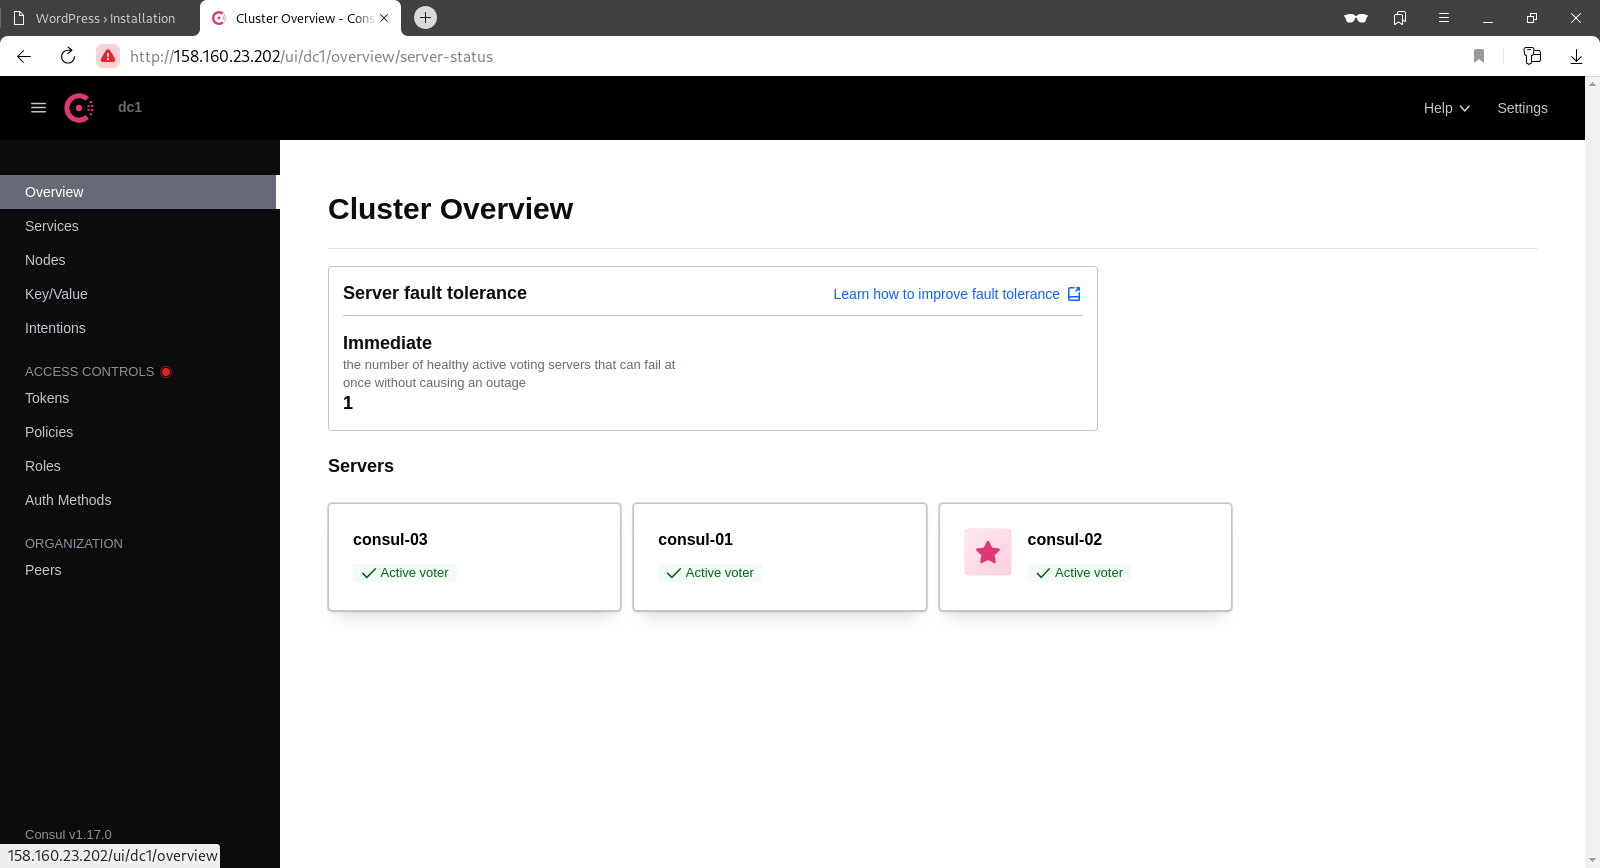 WordPress › Installation
Cluster Overview - Cons
http://158.160.23.202/ui/dc1/overview/server-status
dc1
Help
Settings
Overview
Services
Nodes
Key/Value
Intentions
ACCESS CONTROLS
Tokens
Policies
Roles
Auth Methods
ORGANIZATION
Peers
Cluster Overview
Server fault tolerance
Learn how to improve fault tolerance
Immediate
the number of healthy active voting servers that can fail at
once without causing an outage
1
Servers
consul-03
Active voter
consul-01
Active voter
consul-02
Active voter
Consul v1.17.0
158.160.23.202/ui/dc1/overview